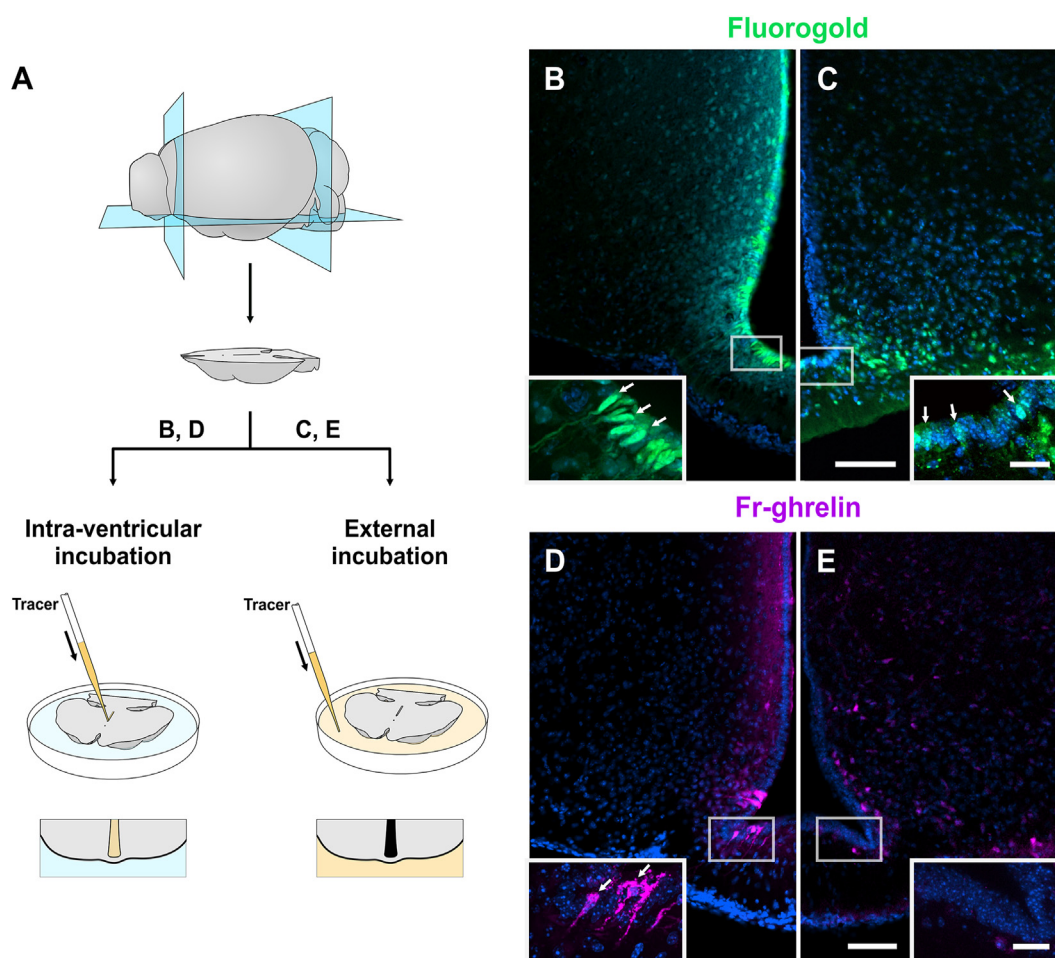 A
B, D
C, E
Intra-ventricular
incubation
External
incubation
Tracer
Tracer
Fluorogold
B
C
Fr-ghrelin
D
E